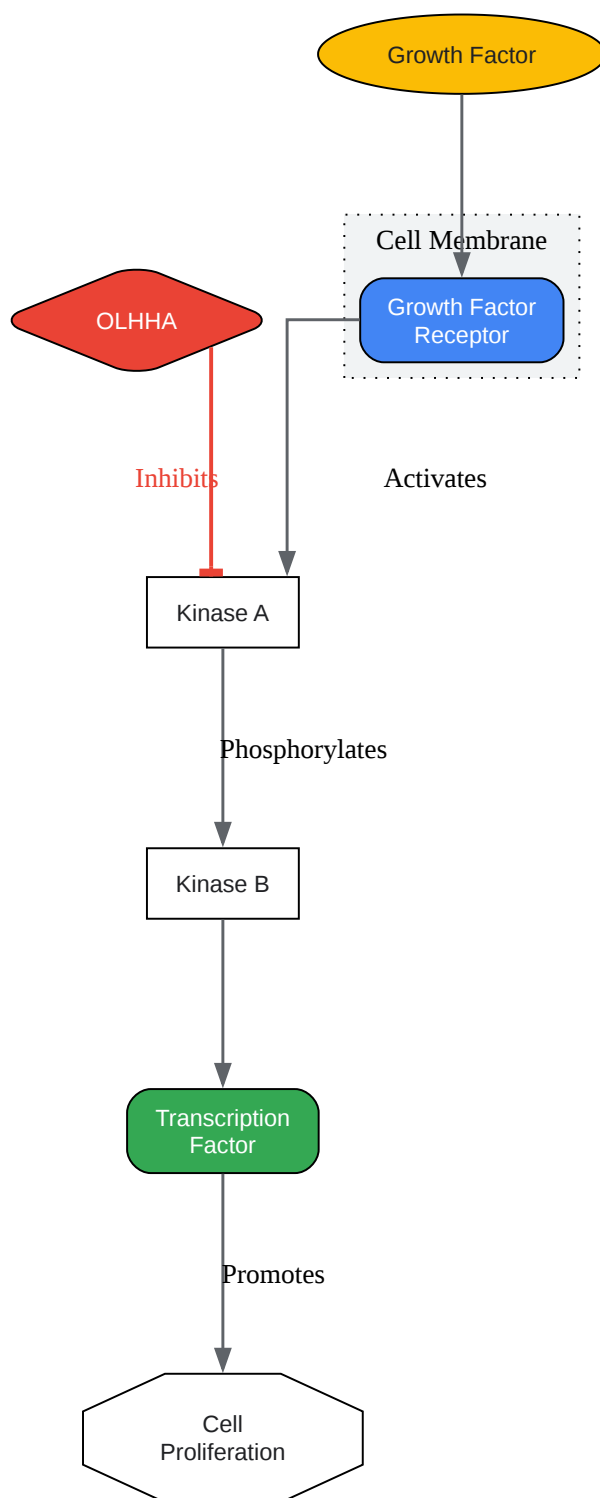 Growth Factor
Cell Membrane
OLHHA
Growth Factor
Receptor
Inhibits
Activates
Kinase A
Phosphorylates
Kinase B
Transcription
Factor
Promotes
Cell
Proliferation